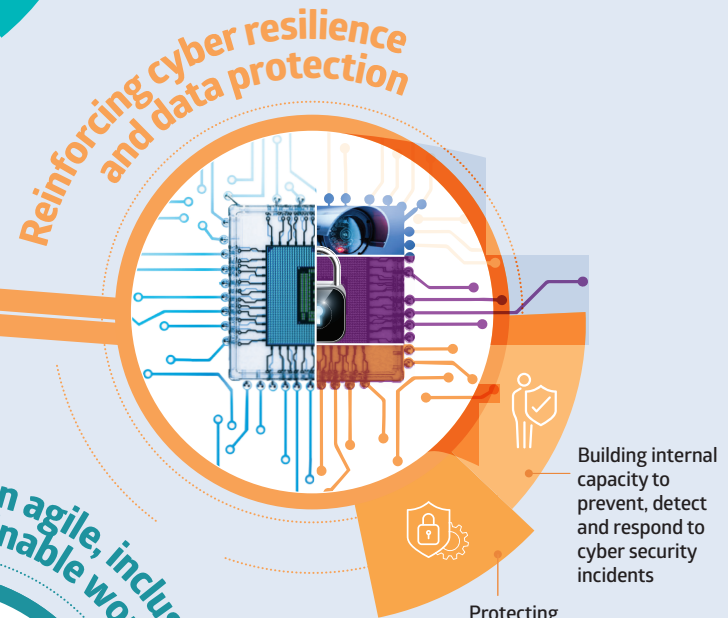 Reinforcing cyber resilience
and data protection
Building internal
capacity to
prevent, detect
and respond to
cyber security
incidents
Protecting
agile,